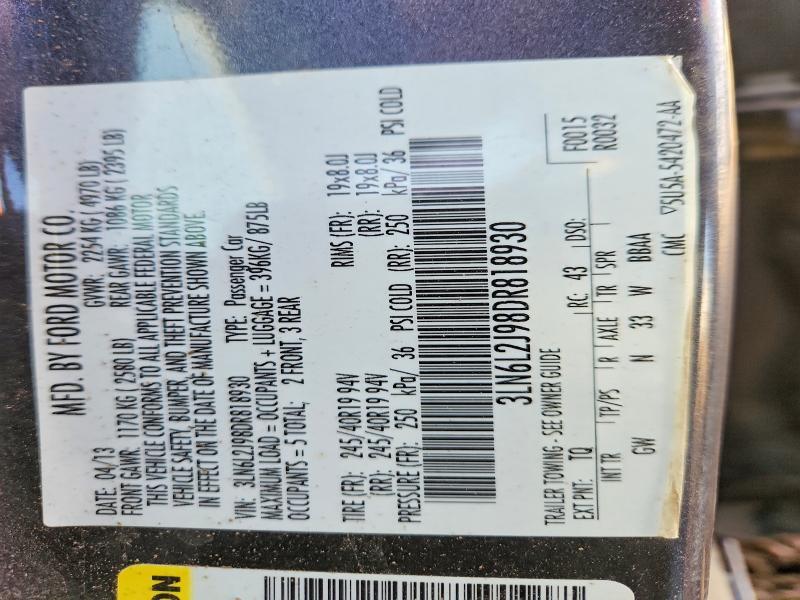 MFD. BY FORD MOTOR CO.
DATE: 04/13 GVWR: 2254 KG ( 4970 LB)
FRONT GAWR: 1170 KG ( 2580 LB) REAR GAWR: 1086 KG ( 2395 LB)
THIS VEHICLE CONFORMS TO ALL APPLICABLE FEDERAL MOTOR
VEHICLE SAFETY, BUMPER, AND THEFT PREVENTION STANDARDS
IN EFFECT ON THE DATE OF MANUFACTURE SHOWN ABOVE.
VIN: 3LN6L2J98DR818930 TYPE: Passenger Car
MAXIMUM LOAD = OCCUPANTS + LUGGAGE = 396KG/ 875LB
OCCUPANTS = 5 TOTAL; 2 FRONT, 3 REAR
TIRE (FR): 245/40R19 94V RIMS (FR): 19x8.0J
(RR): 245/40R19 94V (RR): 19x8.0J
PRESSURE (FR): 250 kPa/ 36 PSI COLD (RR): 250 kPa/ 36 PSI COLD
3LN6L2J98DR818930
TRAILER TOWING - SEE OWNER GUIDE F0015
EXT PNT: TQ RC: 43 DSO: R0032
INT TR TP/PS R AXLE TR SPR
GW N 33 W BBAA
CMC ▽5U5A-5420472-AA
ON